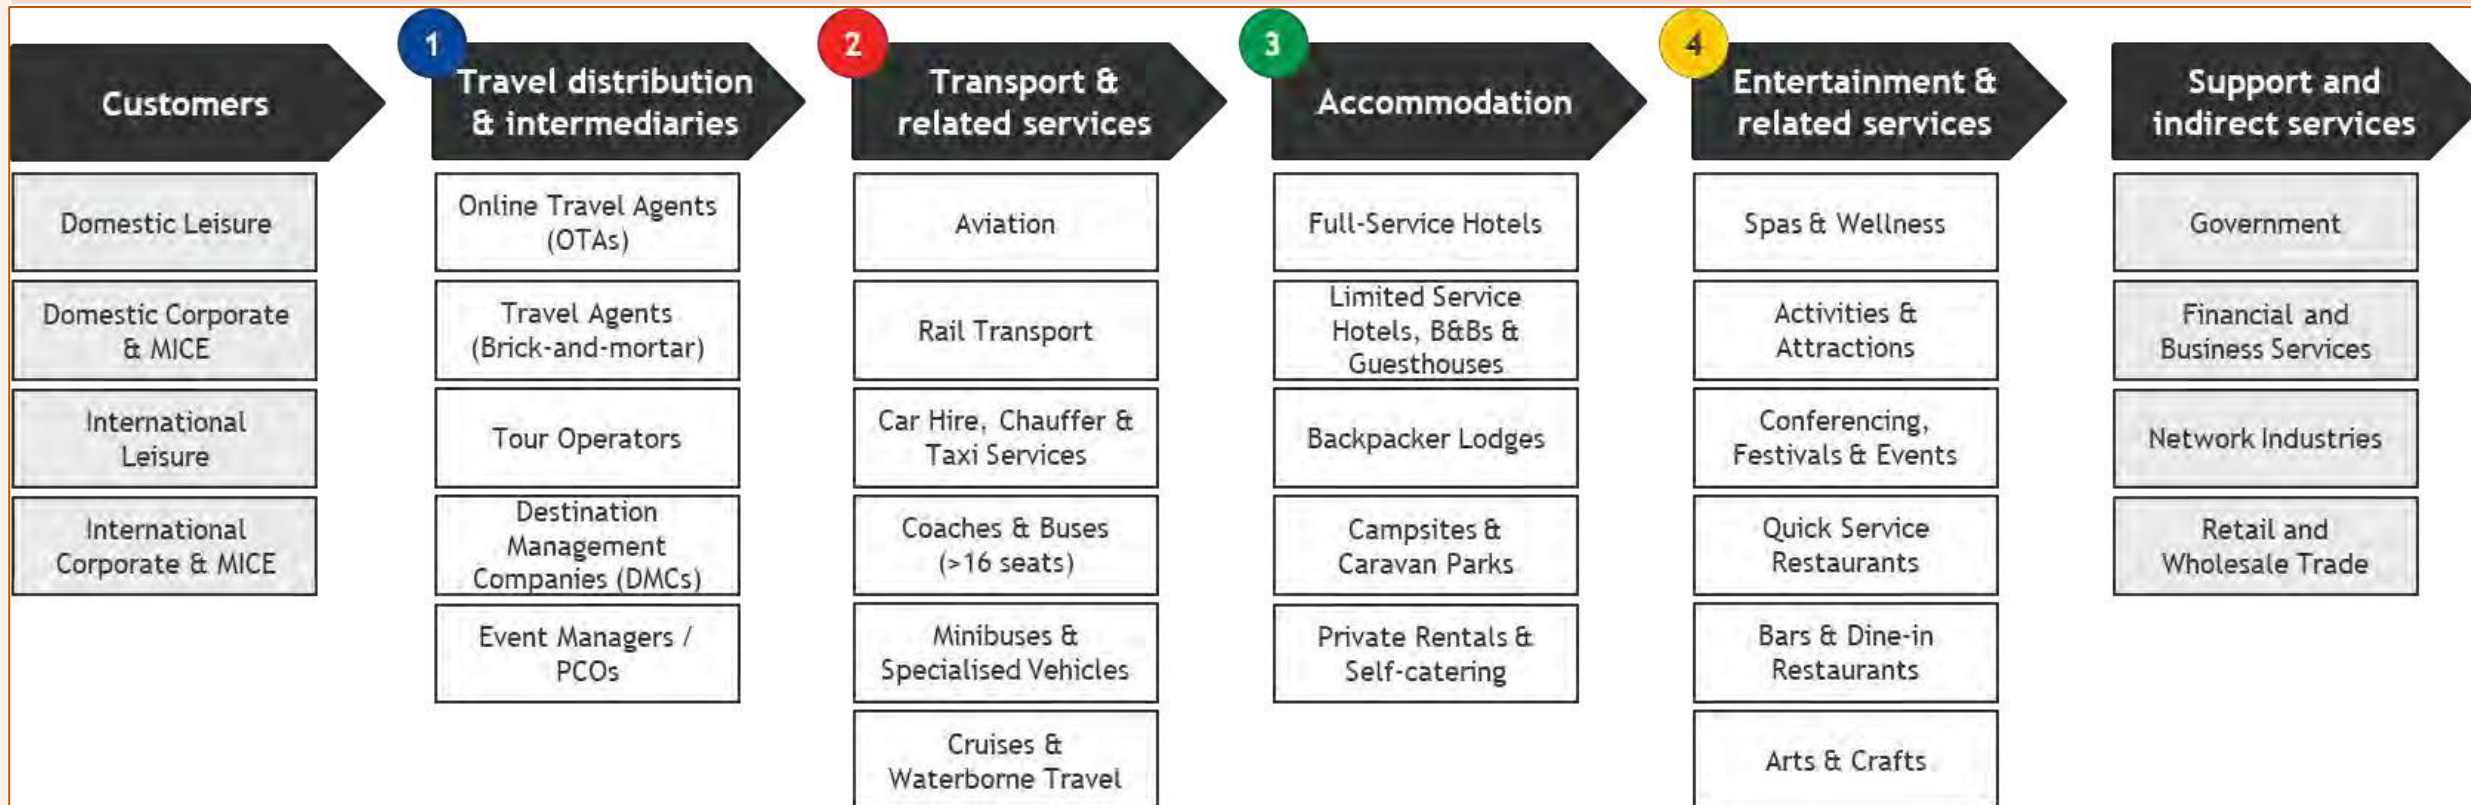 Customers
1
Travel distribution
& intermediaries
2
Transport &
related services
3
Accommodation
4
Entertainment &
related services
Support and
indirect services
Domestic Leisure
Domestic Corporate
& MICE
International
Leisure
International
Corporate & MICE
Online Travel Agents
(OTAs)
Travel Agents
(Brick-and-mortar)
Tour Operators
Destination
Management
Companies (DMCs)
Event Managers /
PCOs
Aviation
Rail Transport
Car Hire, Chauffer &
Taxi Services
Coaches & Buses
(>16 seats)
Minibuses &
Specialised Vehicles
Cruises &
Waterborne Travel
Full-Service Hotels
Limited Service
Hotels, B&Bs &
Guesthouses
Backpacker Lodges
Campsites &
Caravan Parks
Private Rentals &
Self-catering
Spas & Wellness
Activities &
Attractions
Conferencing,
Festivals & Events
Quick Service
Restaurants
Bars & Dine-in
Restaurants
Arts & Crafts
Government
Financial and
Business Services
Network Industries
Retail and
Wholesale Trade